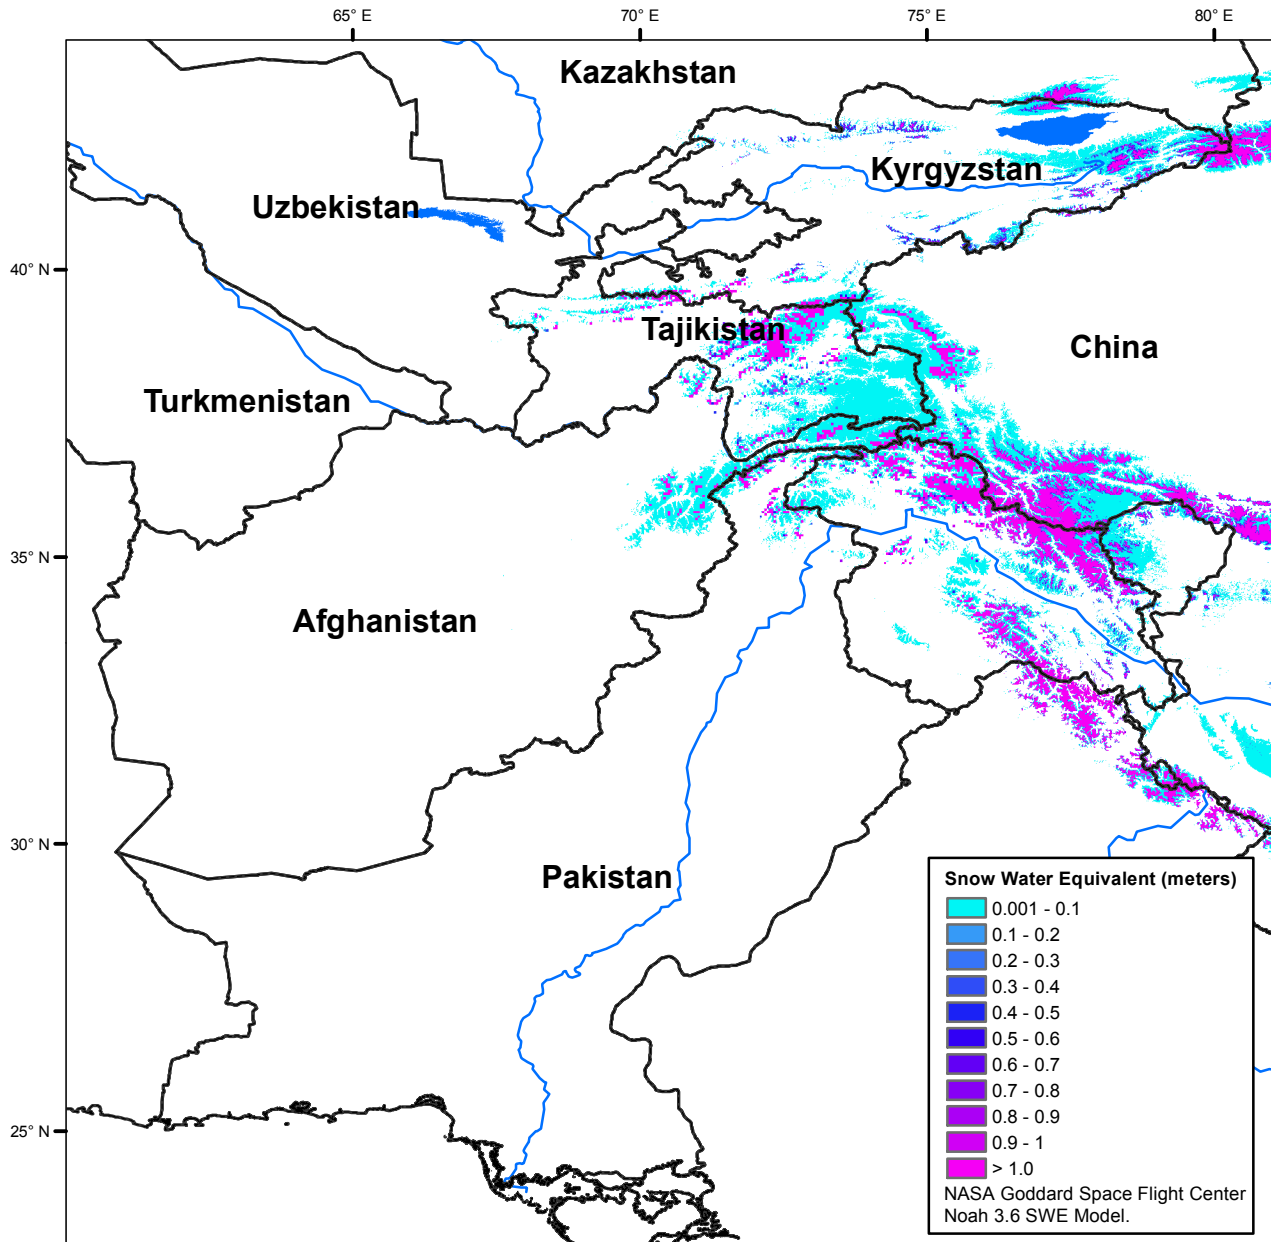 65° E
70° E
75° E
80° E
Kazakhstan
Kyrgyzstan
Uzbekistan
40° N
Tajikistan
China
Turkmenistan
35° N
Afghanistan
30° N
Pakistan
25° N
Snow Water Equivalent (meters)
0.001 - 0.1
0.1 - 0.2
0.2 - 0.3
0.3 - 0.4
0.4 - 0.5
0.5 - 0.6
0.6 - 0.7
0.7 - 0.8
0.8 - 0.9
0.9 - 1
> 1.0
NASA Goddard Space Flight Center
Noah 3.6 SWE Model.